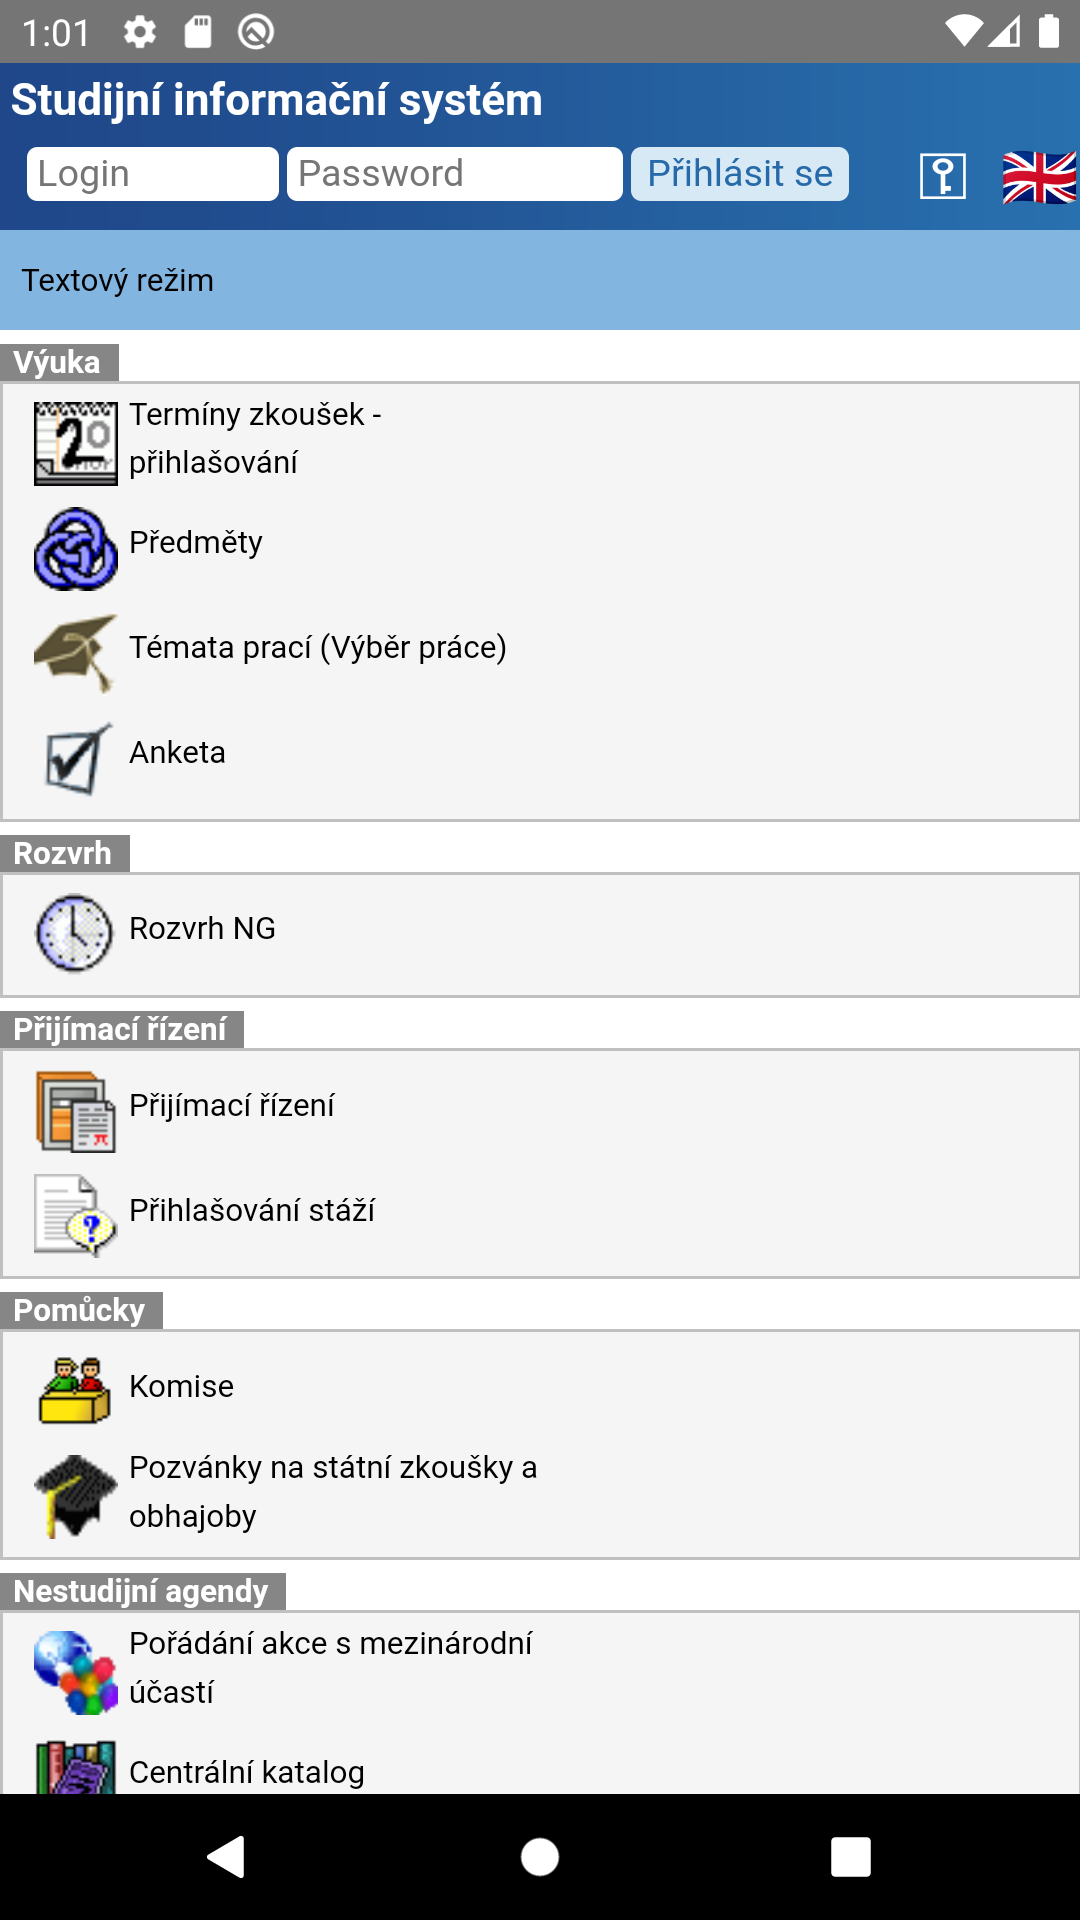 1:01
Studijní informační systém
Login Password Přihlásit se
Textový režim
Výuka
Termíny zkoušek -
přihlašování
Předměty
Témata prací (Výběr práce)
Anketa
Rozvrh
Rozvrh NG
Přijímací řízení
Přijímací řízení
Přihlašování stáží
Pomůcky
Komise
Pozvánky na státní zkoušky a
obhajoby
Nestudijní agendy
Pořádání akce s mezinárodní
účastí
Centrální katalog